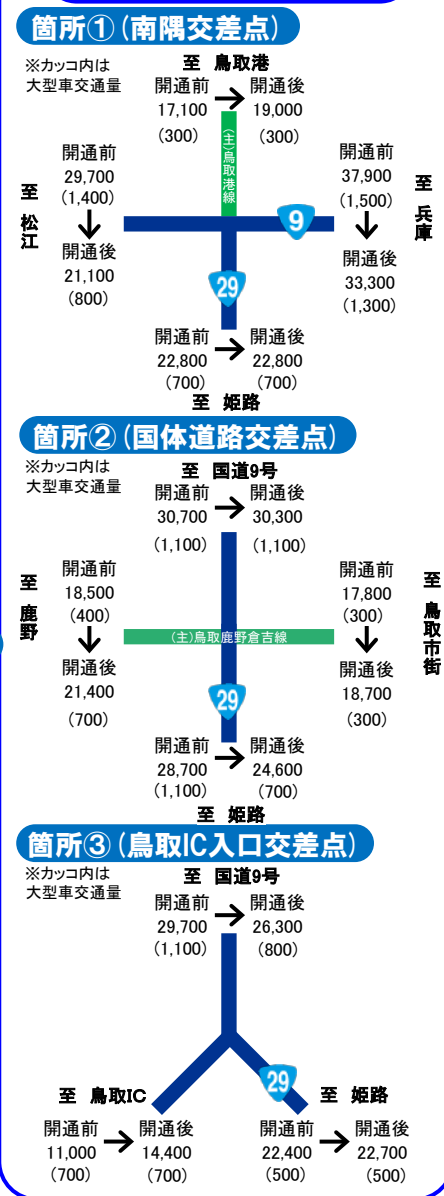 箇所①(南隅交差点)
※カッコ内は
大型車交通量
至 鳥取港
開通前 → 開通後
17,100 19,000
(300) (300)
(主)鳥取港線
開通前
29,700
(1,400)
↓
開通後
21,100
(800)
至 松江
開通前
37,900
(1,500)
↓
開通後
33,300
(1,300)
至 兵庫
9
29
開通前 → 開通後
22,800 22,800
(700) (700)
至 姫路
箇所②(国体道路交差点)
※カッコ内は
大型車交通量
至 国道9号
開通前 → 開通後
30,700 30,300
(1,100) (1,100)
至 鹿野
開通前
18,500
(400)
↓
開通後
21,400
(700)
(主)鳥取鹿野倉吉線
開通前
17,800
(300)
↓
開通後
18,700
(300)
至 鳥取市街
29
開通前 → 開通後
28,700 24,600
(1,100) (700)
至 姫路
箇所③(鳥取IC入口交差点)
※カッコ内は
大型車交通量
至 国道9号
開通前 → 開通後
29,700 26,300
(1,100) (800)
29
至 鳥取IC
開通前 → 開通後
11,000 14,400
(700) (700)
至 姫路
開通前 → 開通後
22,400 22,700
(500) (500)